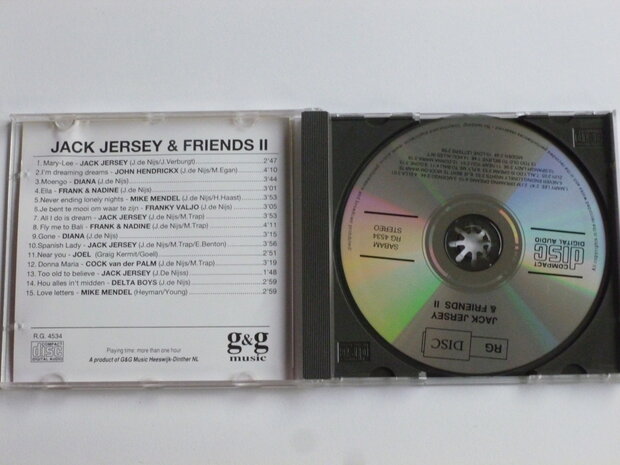 JACK JERSEY & FRIENDS II
1. Mary-Lee - JACK JERSEY (J.de Nijs/J.Verburgt) 2'47
2.I'm dreaming dreams - JOHN HENDRICKX (J.de Nijs/M.Egan) 4'10
3.Moengo - DIANA (J.de Nijs) 3'44
4.Ella - FRANK & NADINE (J.de Nijs) 3'01
5.Never ending lonely nights - MIKE MENDEL (J.de Nijs/H.Haast) 3'53
6.Je bent te mooi om waar te zijn - FRANKY VALJO (J.de Nijs) 3'05
7.All I do is dream - JACK JERSEY (J.de Nijs/M.Trap) 3'03
8. Fly me to Bali - FRANK & NADINE (J.de Nijs/M.Trap) 4'11
9.Gone - DIANA (J.de Nijs) 3'15
10.Spanish Lady - JACK JERSEY (J.de Nijs/M.Trap/E.Benton) 3'56
11. Near you - JOEL (Graig Kermit/Goell) 2'51
12. Donna Maria - COOK van der PALM (J.de Nijs/M.Trap) 3'19
13. Too old to believe - JACK JERSEY (J.De Nijss) 1'48
14. Hou alles in't midden - DELTA BOYS (J.de Nijs) 2'59
15. Love letters - MIKE MENDEL (Heyman/Young) 2'59
R.G. 4534
COMPACT
disc
DIGITAL AUDIO
Playing time: more than one hour
A product of G&G Music Heeswijk-Dinther NL
g&g
music
RG
DISC
JACK JERSEY
& FRIENDS II
COMPACT
disc
DIGITAL AUDIO
SABAM
RG 4534
STEREO